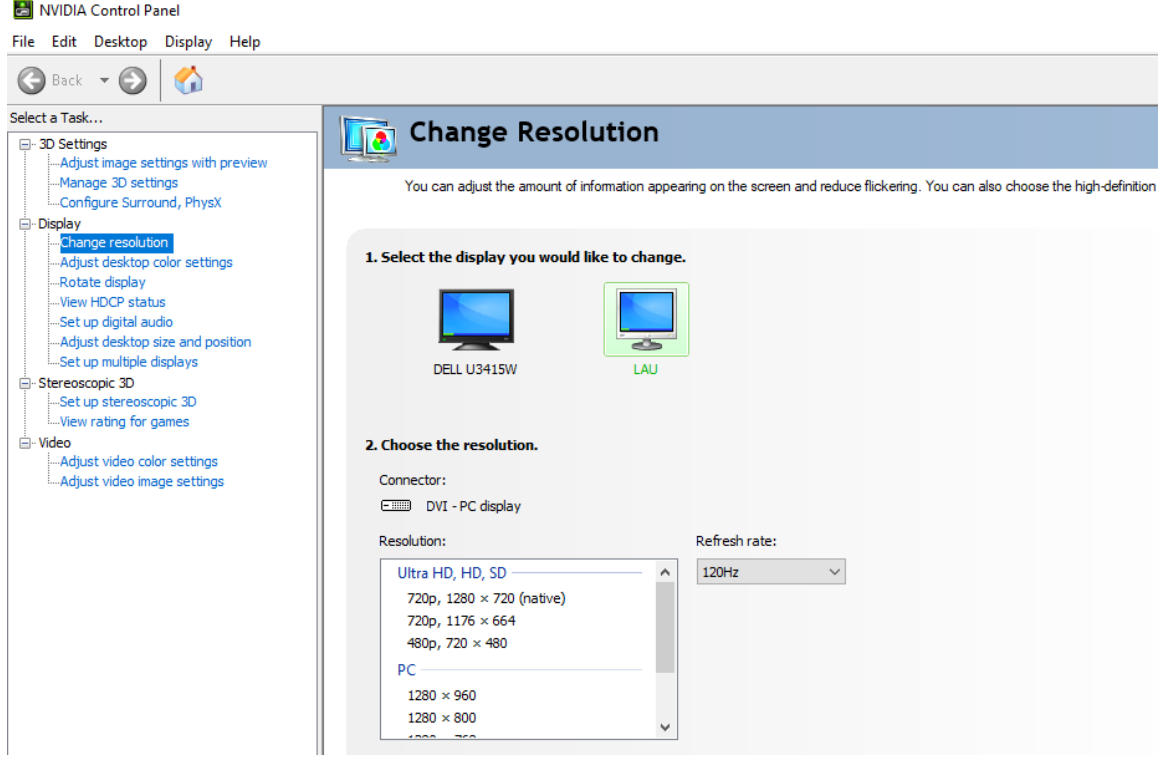 NVIDIA Control Panel
File Edit Desktop Display Help
Back
Select a Task...
3D Settings
Adjust image settings with preview
Manage 3D settings
Configure Surround, PhysX
Display
Change resolution
Adjust desktop color settings
Rotate display
View HDCP status
Set up digital audio
Adjust desktop size and position
Set up multiple displays
Stereoscopic 3D
Set up stereoscopic 3D
View rating for games
Video
Adjust video color settings
Adjust video image settings
Change Resolution
You can adjust the amount of information appearing on the screen and reduce flickering. You can also choose the high-definition
1. Select the display you would like to change.
DELL U3415W
LAU
2. Choose the resolution.
Connector:
DVI - PC display
Resolution:
Ultra HD, HD, SD
720p, 1280 × 720 (native)
720p, 1176 × 664
480p, 720 × 480
PC
1280 × 960
1280 × 800
Refresh rate:
120Hz